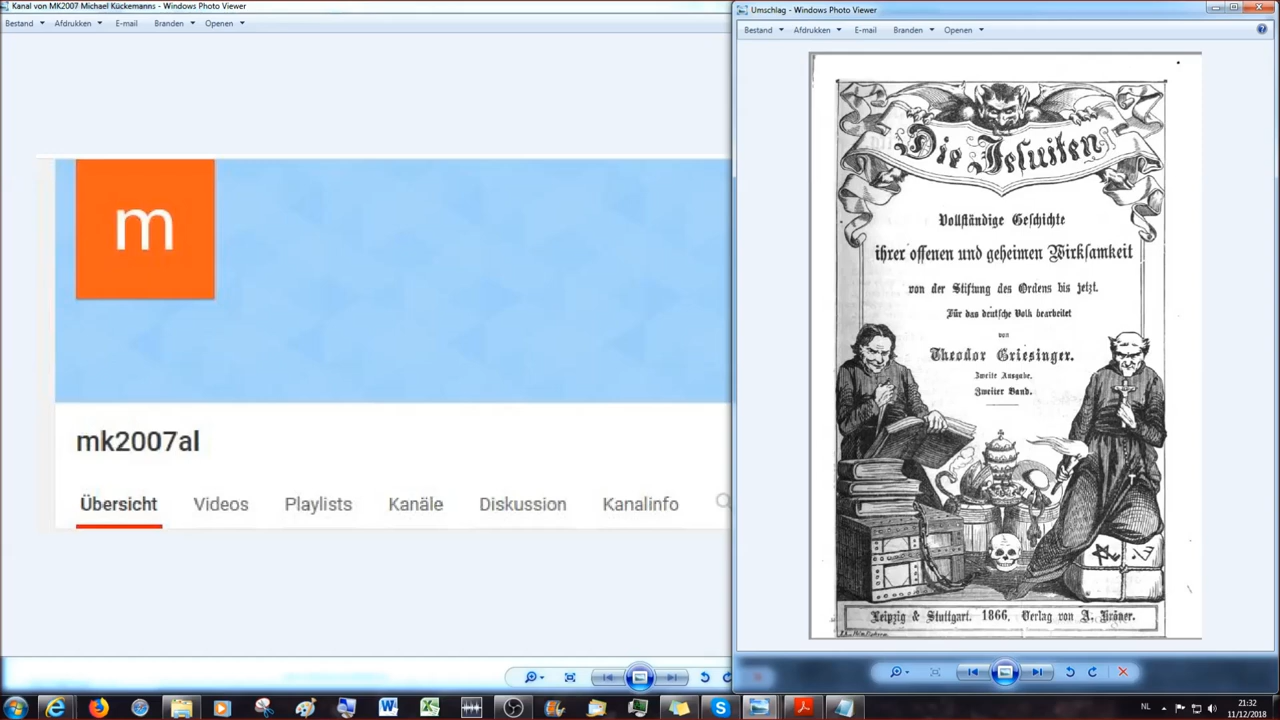 Kanal von MK2007 Michael Kückemanns - Windows Photo Viewer
Bestand Afdrukken E-mail Branden Openen
m
mk2007al
Übersicht Videos Playlists Kanäle Diskussion Kanalinfo
Umschlag - Windows Photo Viewer
Bestand Afdrukken E-mail Branden Openen
Die Jesuiten
Vollständige Geschichte
ihrer offenen und geheimen Wirksamkeit
von der Stiftung des Ordens bis jetzt.
Für das deutsche Volk bearbeitet
von
Theodor Griesinger.
Zweite Ausgabe.
Zweiter Band.
Leipzig & Stuttgart. 1866. Verlag von A. Kröner.
NL
21:32
11/12/2018